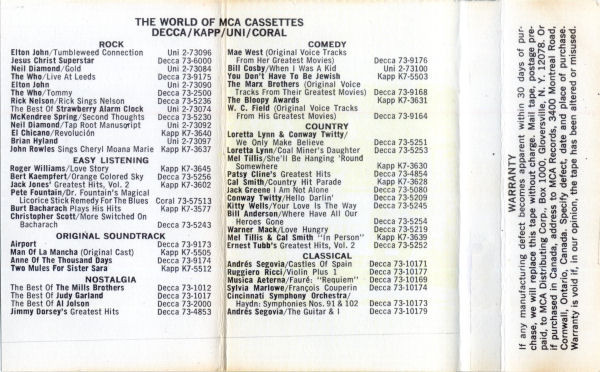 THE WORLD OF MCA CASSETTES
DECCA/KAPP/UNI/CORAL
ROCK
Elton John/Tumbleweed Connection Uni 2-73096
Jesus Christ Superstar Decca 73-6000
Neil Diamond/Gold Uni 2-73084
The Who/Live At Leeds Decca 73-9175
Elton John Uni 2-73090
The Who/Tommy Decca 73-2500
Rick Nelson/Rick Sings Nelson Decca 73-5236
The Best Of Strawberry Alarm Clock Uni 2-73074
McKendree Spring/Second Thoughts Decca 73-5230
Neil Diamond/Tap Root Manuscript Uni 2-73092
El Chicano/Revolución Kapp K7-3640
Brian Hyland Uni 2-73097
John Rowles Sings Cheryl Moana Marie Kapp K7-3637
EASY LISTENING
Roger Williams/Love Story Kapp K7-3645
Bert Kaempfert/Orange Colored Sky Decca 73-5256
Jack Jones' Greatest Hits, Vol. 2 Kapp K7-3602
Pete Fountain/Dr. Fountain's Magical
Licorice Stick Remedy For The Blues Coral 73-57513
Burt Bacharach Plays His Hits Kapp K7-3577
Christopher Scott/More Switched On
Bacharach Decca 73-5243
ORIGINAL SOUNDTRACK
Airport Decca 73-9173
Man Of La Mancha (Original Cast) Kapp K7-5505
Anne Of The Thousand Days Decca 73-9174
Two Mules For Sister Sara Kapp K7-5512
NOSTALGIA
The Best Of The Mills Brothers Decca 73-1012
The Best Of Judy Garland Decca 73-1017
The Best Of Al Jolson Decca 73-2000
Jimmy Dorsey's Greatest Hits Decca 73-4853
COMEDY
Mae West (Original Voice Tracks
From Her Greatest Movies) Decca 73-9176
Bill Cosby/When I Was A Kid Uni 2-73100
You Don't Have To Be Jewish Kapp K7-5503
The Marx Brothers (Original Voice
Tracks From Their Greatest Movies) Decca 73-9168
The Bloopy Awards Kapp K7-3631
W. C. Fields (Original Voice Tracks
From His Greatest Movies) Decca 73-9164
COUNTRY
Loretta Lynn & Conway Twitty/
We Only Make Believe Decca 73-5251
Loretta Lynn/Coal Miner's Daughter Decca 73-5253
Mel Tillis/She'll Be Hanging 'Round
Somewhere Kapp K7-3630
Patsy Cline's Greatest Hits Decca 73-4854
Cal Smith/Country Hit Parade Kapp K7-3628
Jack Greene I Am Not Alone Decca 73-5080
Conway Twitty/Hello Darlin' Decca 73-5209
Kitty Wells/Your Love Is The Way Decca 73-5245
Bill Anderson/Where Have All Our
Heroes Gone Decca 73-5254
Warner Mack/Love Hungry Decca 73-5219
Mel Tillis & Cal Smith "In Person" Kapp K7-3639
Ernest Tubb's Greatest Hits, Vol. 2 Decca 73-5252
CLASSICAL
Andrés Segovia/Castles Of Spain Decca 73-10171
Ruggiero Ricci/Violin Plus 1 Decca 73-10177
Musica Aeterna/Fauré: "Requiem" Decca 73-10169
Sylvia Marlowe/François Couperin Decca 73-10174
Cincinnati Symphony Orchestra/
Haydn: Symphonies Nos. 91 & 102 Decca 73-10173
Andrés Segovia/The Guitar & I Decca 73-10179
WARRANTY
If any manufacturing defect becomes apparent within 30 days of pur-
chase, we will replace this tape without charge. Mail tape, postage pre-
paid, to MCA Distributing Corp., Box 1000, Gloversville, N. Y. 12078. Or
if purchased in Canada, address to MCA Records, 3400 Montreal Road,
Cornwall, Ontario, Canada. Specify defect, date and place of purchase.
Warranty is void if, in our opinion, the tape has been altered or misused.